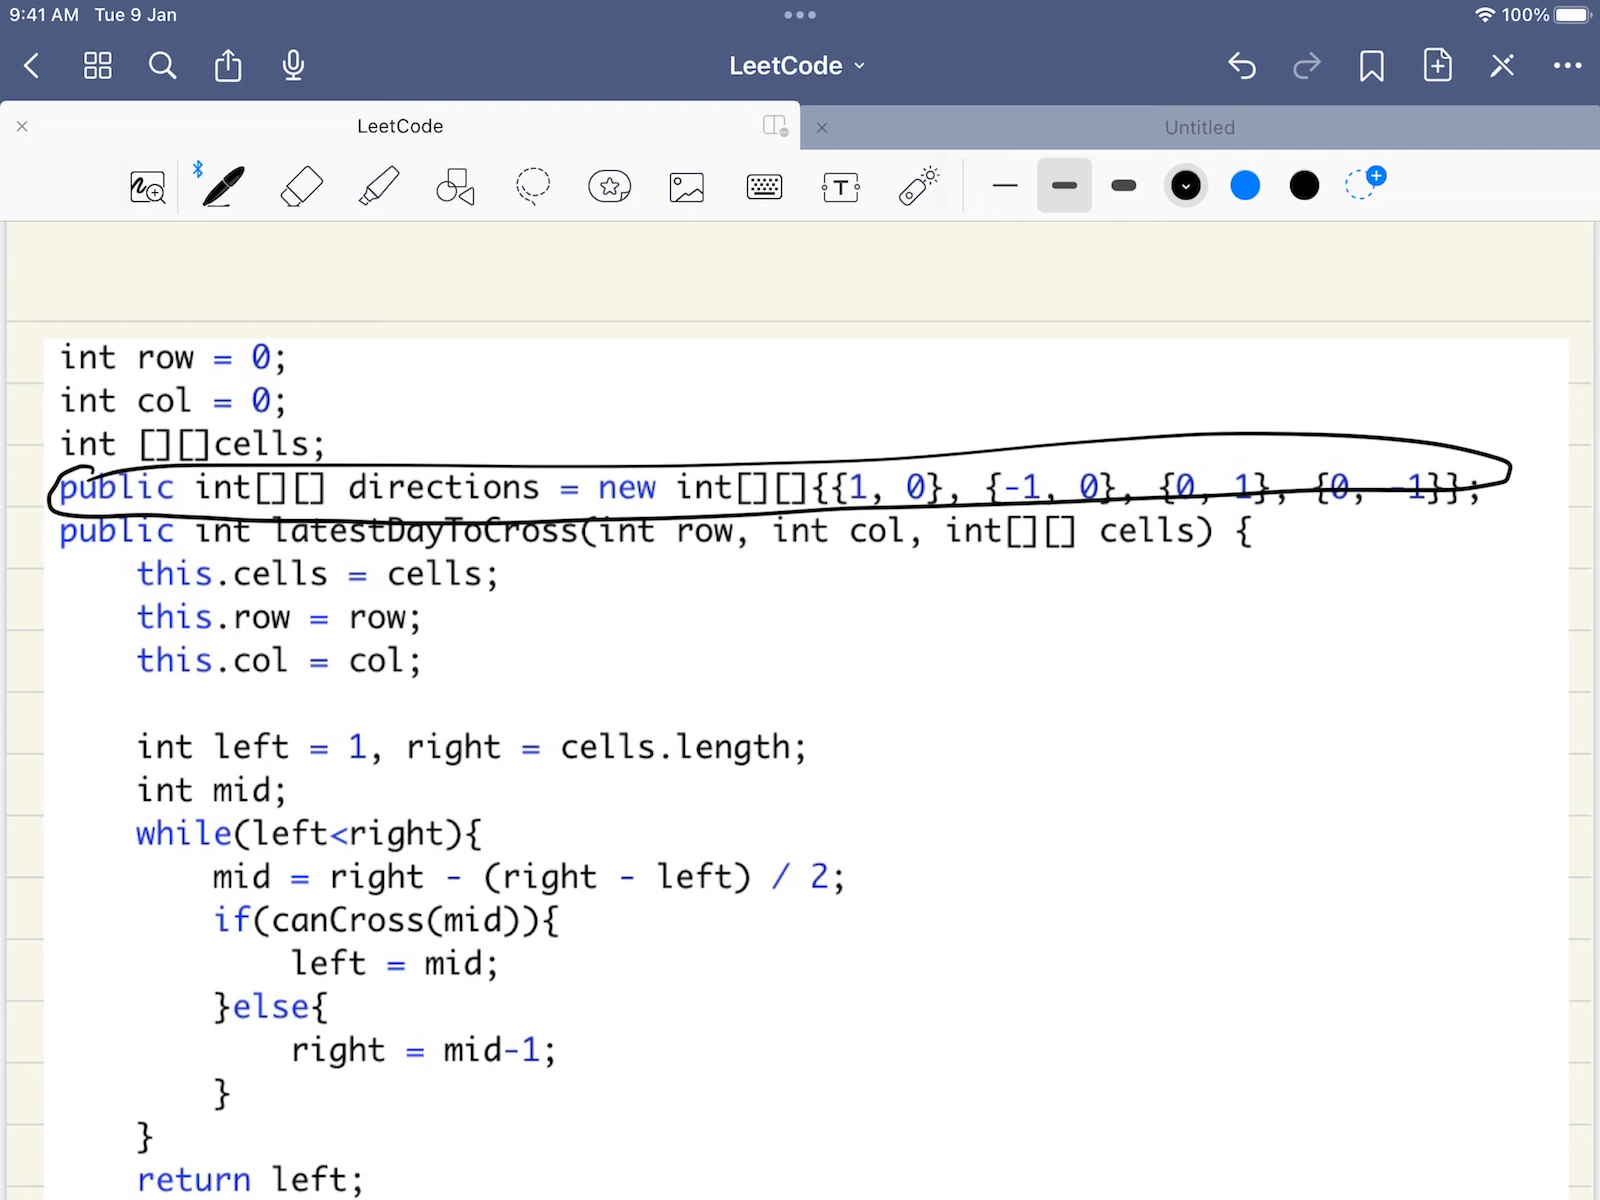 9:41 AM Tue 9 Jan 100%
LeetCode
LeetCode Untitled
T
int row = 0;
int col = 0;
int [][]cells;
public int[][] directions = new int[][]{{1, 0}, {-1, 0}, {0, 1}, {0, -1}};
public int latestDayToCross(int row, int col, int[][] cells) {
this.cells = cells;
this.row = row;
this.col = col;
int left = 1, right = cells.length;
int mid;
while(left<right){
mid = right - (right - left) / 2;
if(canCross(mid)){
left = mid;
}else{
right = mid-1;
}
}
return left;